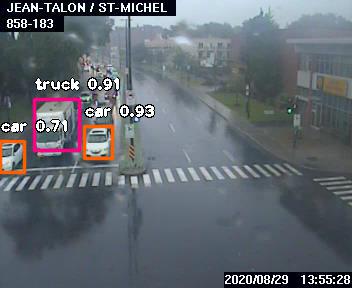 JEAN-TALON / ST-MICHEL
858-183
truck 0.91
car 0.93
car 0.71
2020/08/29 13:55:28